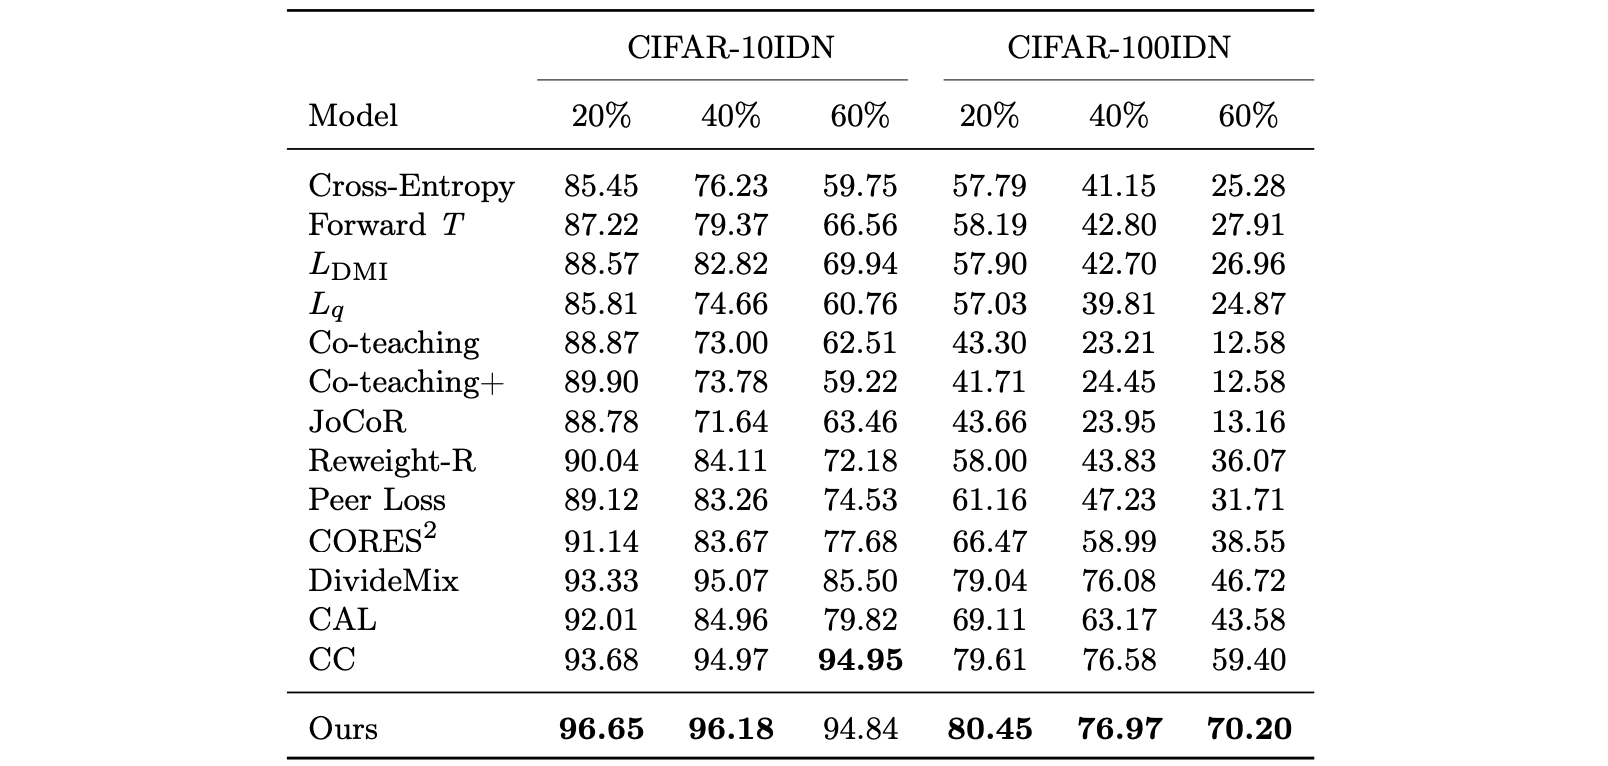 CIFAR-10IDN CIFAR-100IDN
Model 20% 40% 60% 20% 40% 60%
Cross-Entropy 85.45 76.23 59.75 57.79 41.15 25.28
Forward T 87.22 79.37 66.56 58.19 42.80 27.91
L_DMI 88.57 82.82 69.94 57.90 42.70 26.96
L_q 85.81 74.66 60.76 57.03 39.81 24.87
Co-teaching 88.87 73.00 62.51 43.30 23.21 12.58
Co-teaching+ 89.90 73.78 59.22 41.71 24.45 12.58
JoCoR 88.78 71.64 63.46 43.66 23.95 13.16
Reweight-R 90.04 84.11 72.18 58.00 43.83 36.07
Peer Loss 89.12 83.26 74.53 61.16 47.23 31.71
CORES² 91.14 83.67 77.68 66.47 58.99 38.55
DivideMix 93.33 95.07 85.50 79.04 76.08 46.72
CAL 92.01 84.96 79.82 69.11 63.17 43.58
CC 93.68 94.97 94.95 79.61 76.58 59.40
Ours 96.65 96.18 94.84 80.45 76.97 70.20